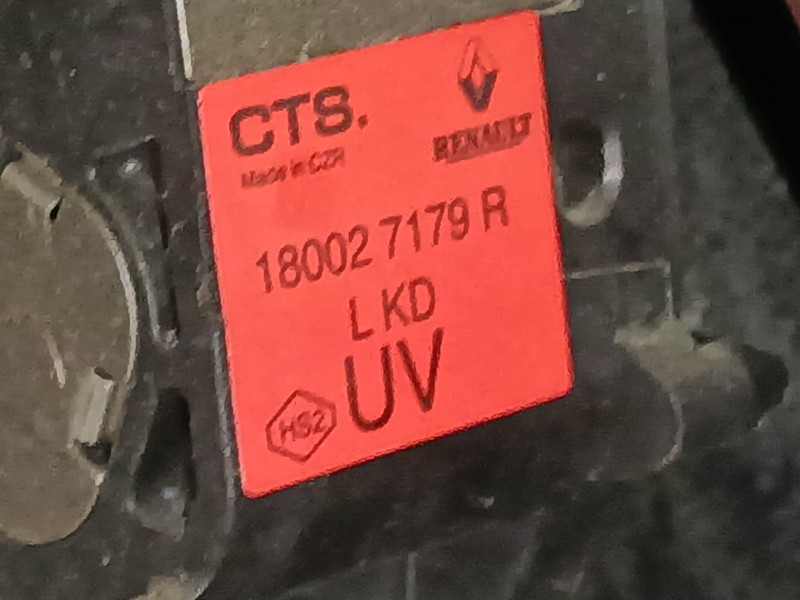 CTS.
RENAULT
Made in CZR
18002 7179 R
L KD
UV
HS2